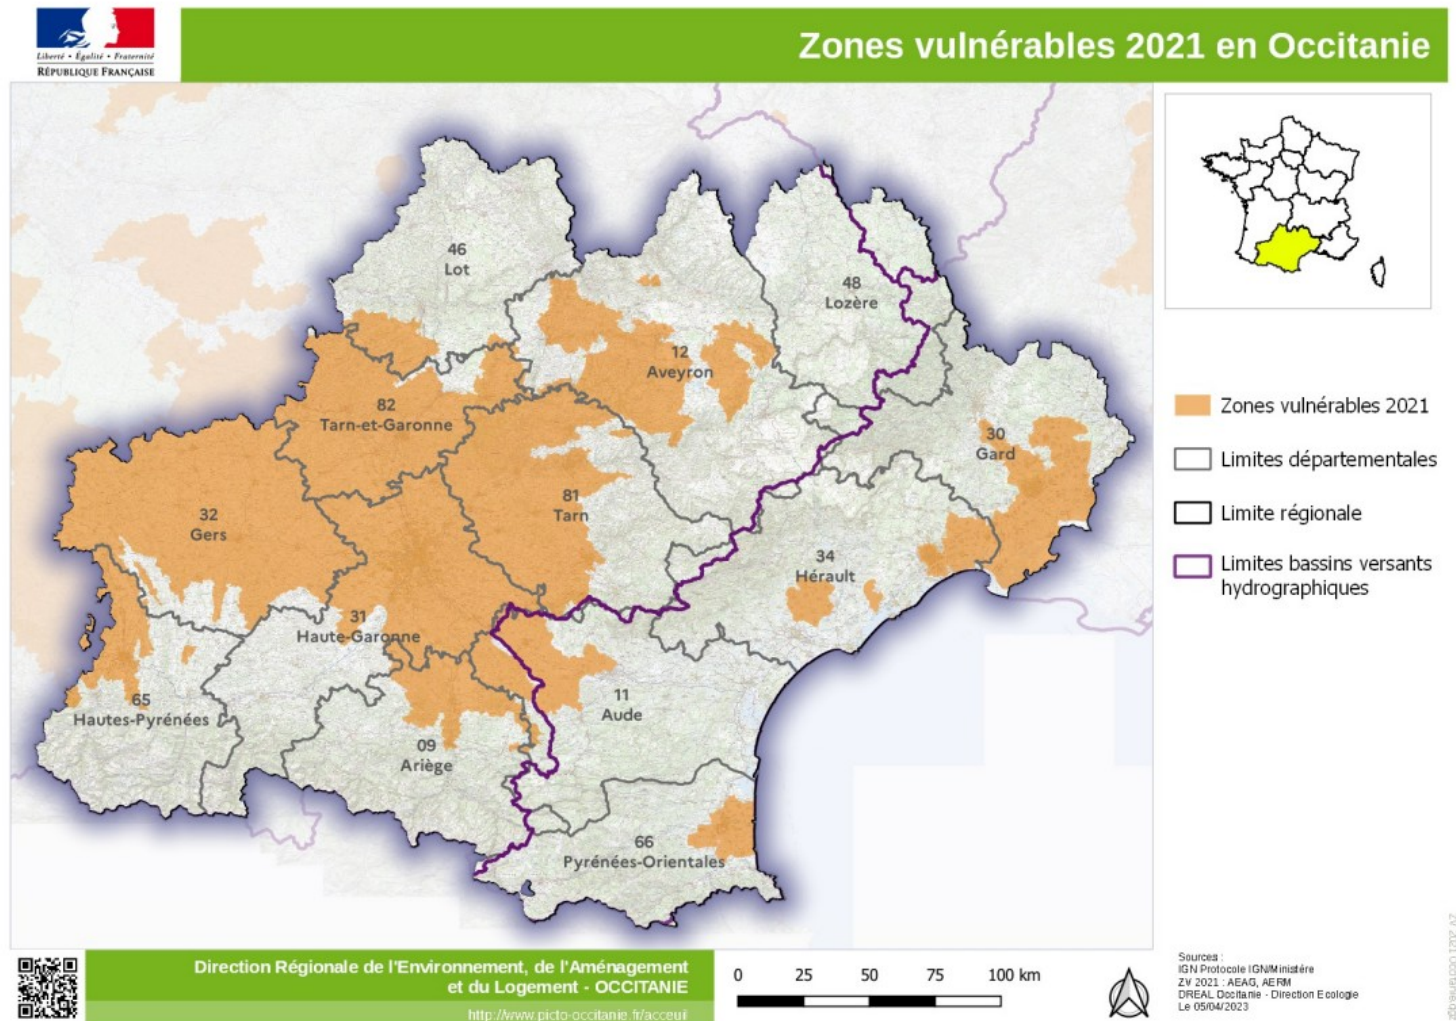 Liberté • Égalité • Fraternité
RÉPUBLIQUE FRANÇAISE
Zones vulnérables 2021 en Occitanie
46
Lot
48
Lozère
12
Aveyron
82
Tarn-et-Garonne
30
Gard
32
Gers
81
Tarn
34
Hérault
31
Haute-Garonne
65
Hautes-Pyrénées
11
Aude
09
Ariège
66
Pyrénées-Orientales
Zones vulnérables 2021
Limites départementales
Limite régionale
Limites bassins versants
hydrographiques
Direction Régionale de l'Environnement, de l'Aménagement
et du Logement - OCCITANIE
http://www.picto-occitanie.fr/acceuil
0 25 50 75 100 km
Sources :
IGN Protocole IGN/Ministère
ZV 2021 : AEAG, AERM
DREAL Occitanie - Direction Ecologie
Le 05/04/2023